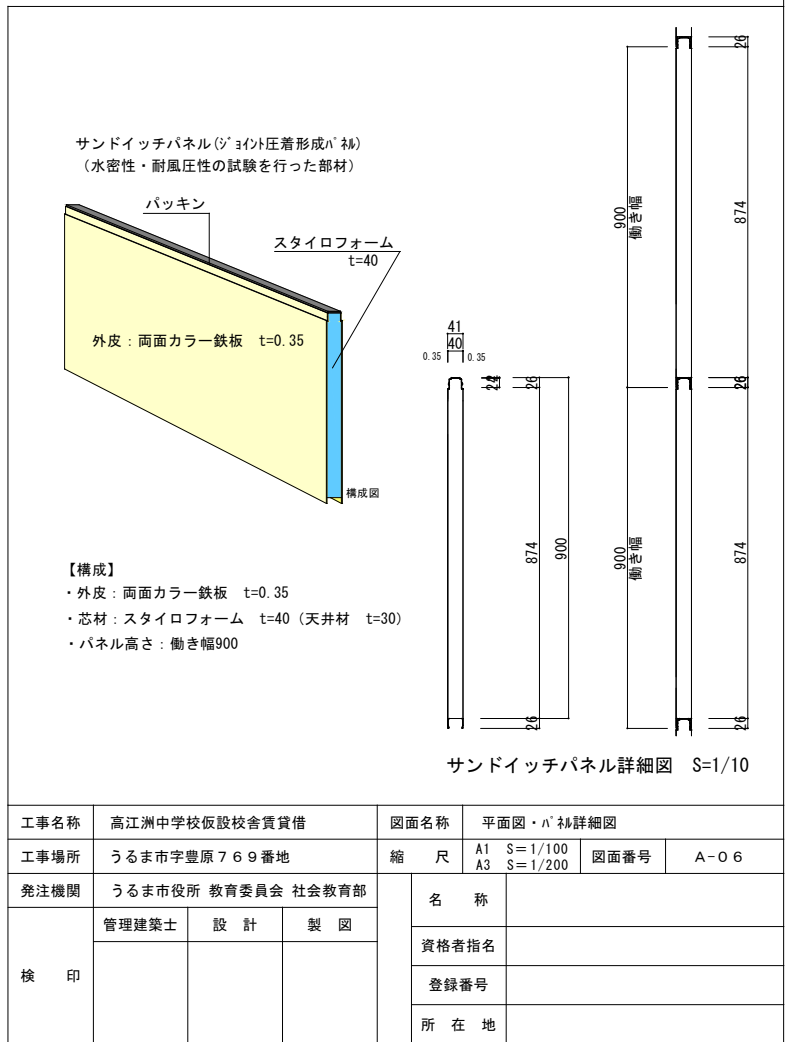 サンドイッチパネル(ｼﾞｮｲﾝﾄ圧着形成ﾊﾟﾈﾙ)
（水密性・耐風圧性の試験を行った部材）
パッキン
スタイロフォーム
t=40
外皮：両面カラー鉄板　t=0.35
構成図
【構成】
・外皮：両面カラー鉄板　t=0.35
・芯材：スタイロフォーム　t=40（天井材　t=30）
・パネル高さ：働き幅900
41
40
0.35 0.35
26
874
900
26
26
900
働き幅
874
26
900
働き幅
874
26
サンドイッチパネル詳細図　S=1/10
工事名称 高江洲中学校仮設校舎賃貸借 図面名称 平面図・ﾊﾟﾈﾙ詳細図
工事場所 うるま市字豊原７６９番地 縮　尺 A1 S＝1/100
A3 S＝1/200
図面番号 A-０６
発注機関 うるま市役所 教育委員会 社会教育部
名　称
管理建築士 設　計 製　図
資格者指名
検　印
登録番号
所 在 地